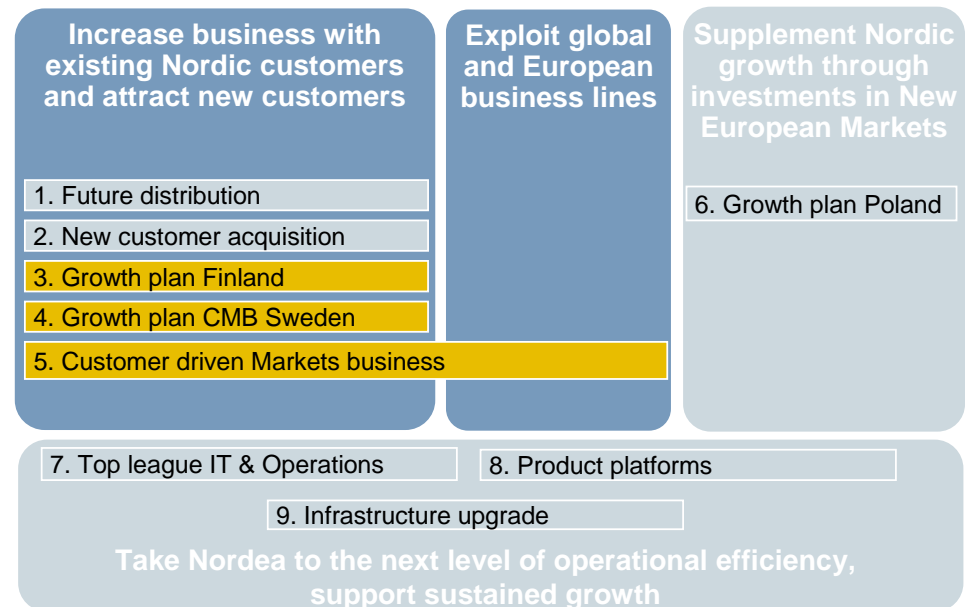 Increase business with
existing Nordic customers
and attract new customers
Exploit global
and European
business lines
Supplement Nordic
growth through
investments in New
European Markets
1. Future distribution
2. New customer acquisition
3. Growth plan Finland
4. Growth plan CMB Sweden
5. Customer driven Markets business
6. Growth plan Poland
7. Top league IT & Operations
8. Product platforms
9. Infrastructure upgrade
Take Nordea to the next level of operational efficiency,
support sustained growth